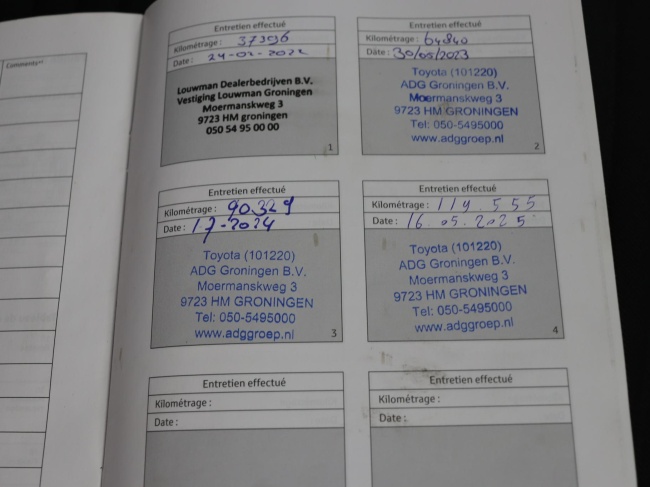 Comments
Entretien effectué
Kilométrage : 37396
Date : 24-02-2022
Louwman Dealerbedrijven B.V.
Vestiging Louwman Groningen
Moermanskweg 3
9723 HM groningen
050 54 95 00 00
1
Entretien effectué
Kilométrage : 64840
Date : 30/05/2023
Toyota (101220)
ADG Groningen B.V.
Moermanskweg 3
9723 HM GRONINGEN
Tel: 050-5495000
www.adggroep.nl
2
Entretien effectué
Kilométrage : 90.329
Date : 17-2024
Toyota (101220)
ADG Groningen B.V.
Moermanskweg 3
9723 HM GRONINGEN
Tel: 050-5495000
www.adggroep.nl
3
Entretien effectué
Kilométrage : 119.555
Date : 16.05.2025
Toyota (101220)
ADG Groningen B.V.
Moermanskweg 3
9723 HM GRONINGEN
Tel: 050-5495000
www.adggroep.nl
4
Entretien effectué
Kilométrage :
Date :
Entretien effectué
Kilométrage :
Date :